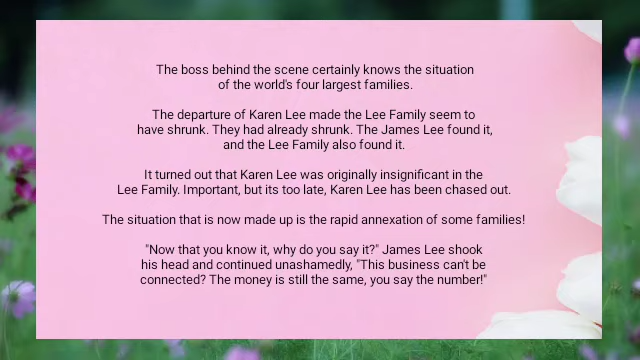 The boss behind the scene certainly knows the situation
of the world's four largest families.
The departure of Karen Lee made the Lee Family seem to
have shrunk. They had already shrunk. The James Lee found it,
and the Lee Family also found it.
It turned out that Karen Lee was originally insignificant in the
Lee Family. Important, but its too late, Karen Lee has been chased out.
The situation that is now made up is the rapid annexation of some families!
"Now that you know it, why do you say it?" James Lee shook
his head and continued unashamedly, "This business can't be
connected? The money is still the same, you say the number!"